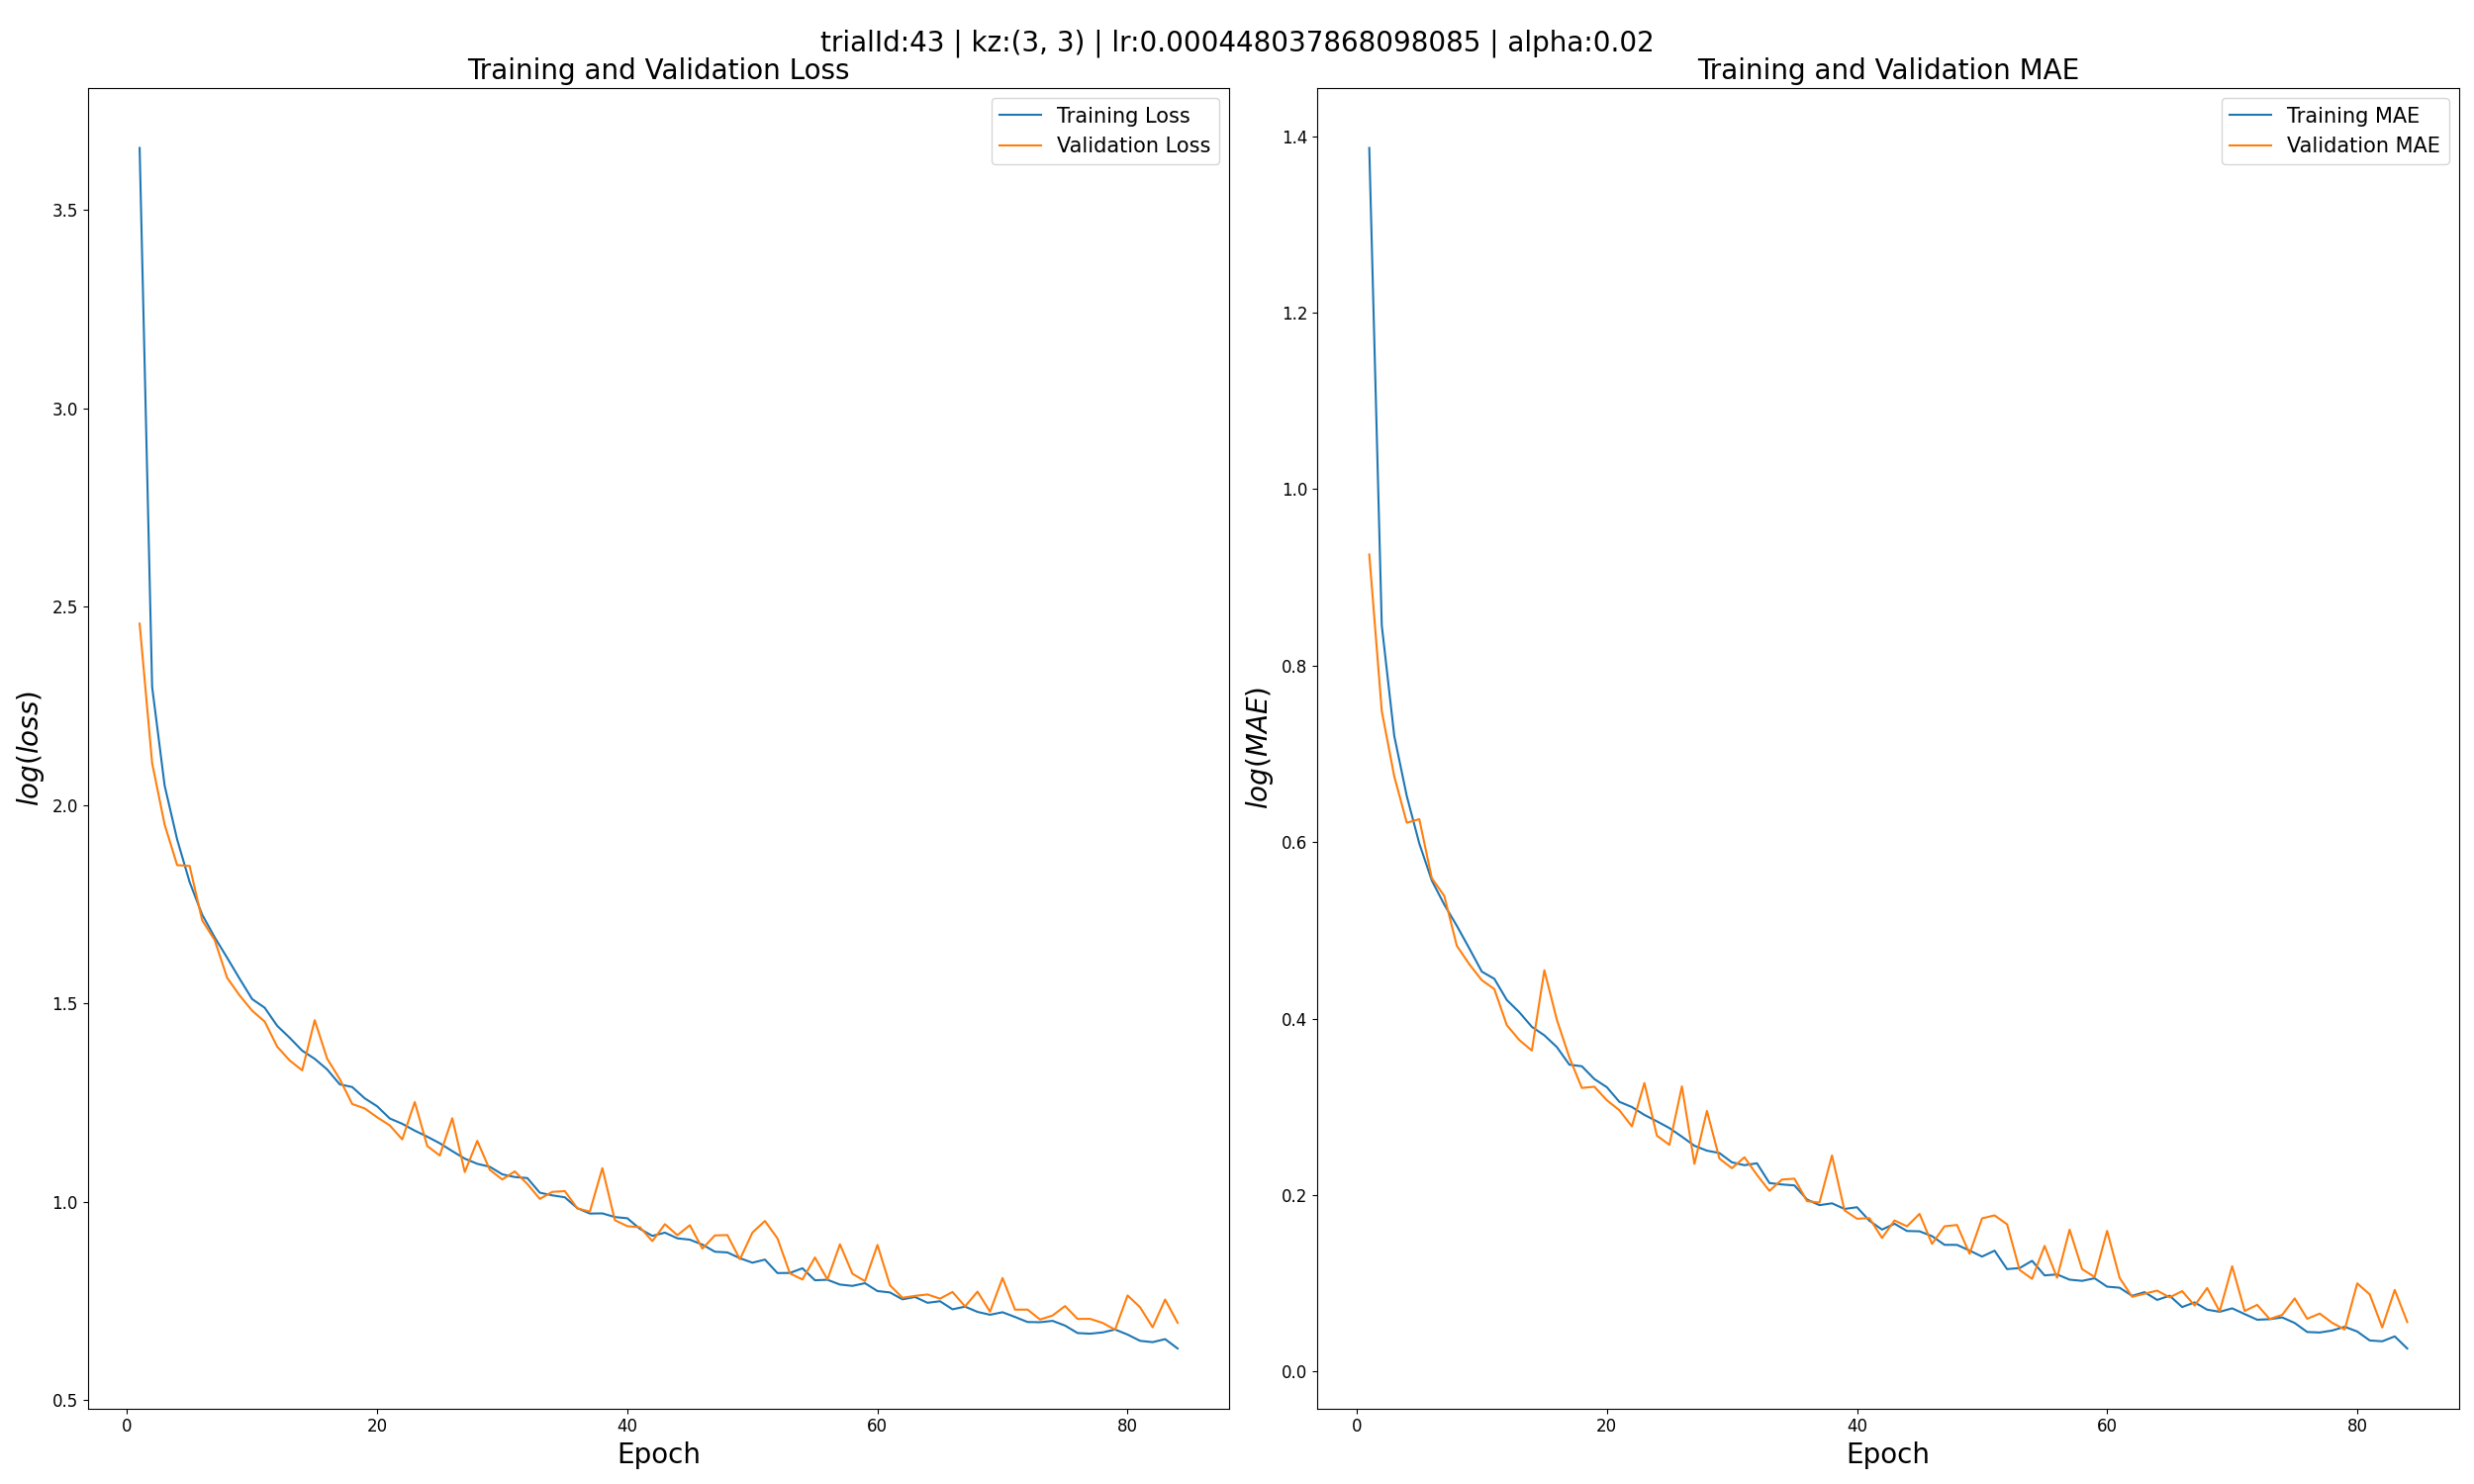 trialId:43 | kz:(3, 3) | lr:0.000448037868098085 | alpha:0.02
Training and Validation Loss
Training Loss
Validation Loss
3.5
3.0
2.5
2.0
1.5
1.0
0.5
log(loss)
0 20 40 60 80
Epoch
Training and Validation MAE
Training MAE
Validation MAE
1.4
1.2
1.0
0.8
0.6
0.4
0.2
0.0
log(MAE)
0 20 40 60 80
Epoch